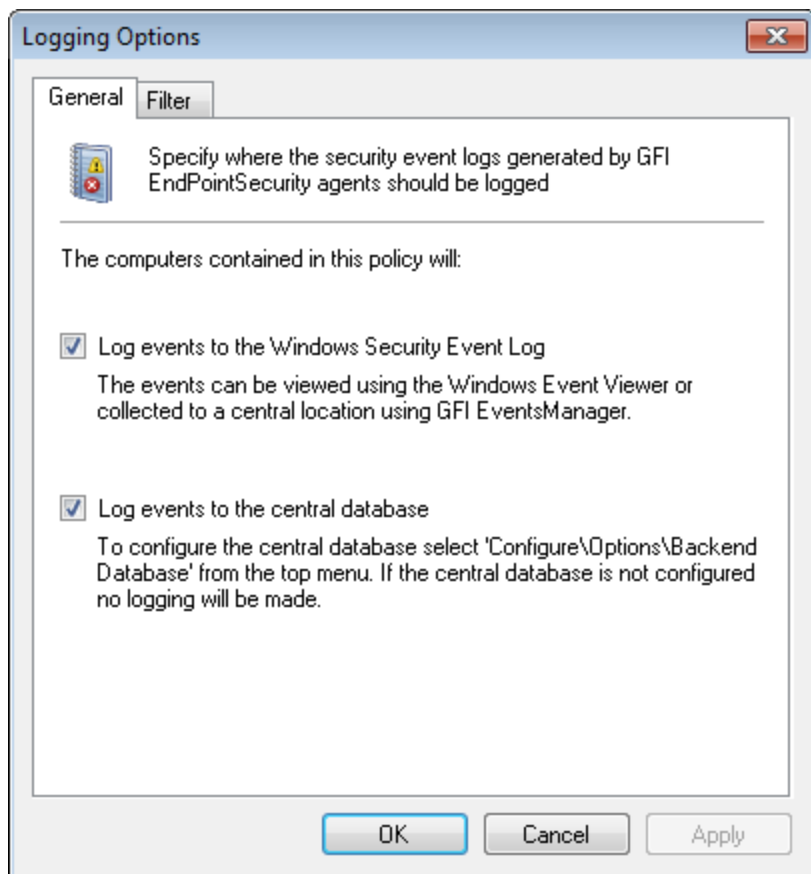 Logging Options
General
Filter
Specify where the security event logs generated by GFI
EndPointSecurity agents should be logged
The computers contained in this policy will:
Log events to the Windows Security Event Log
The events can be viewed using the Windows Event Viewer or
collected to a central location using GFI EventsManager.
Log events to the central database
To configure the central database select 'Configure\Options\Backend
Database' from the top menu. If the central database is not configured
no logging will be made.
OK
Cancel
Apply